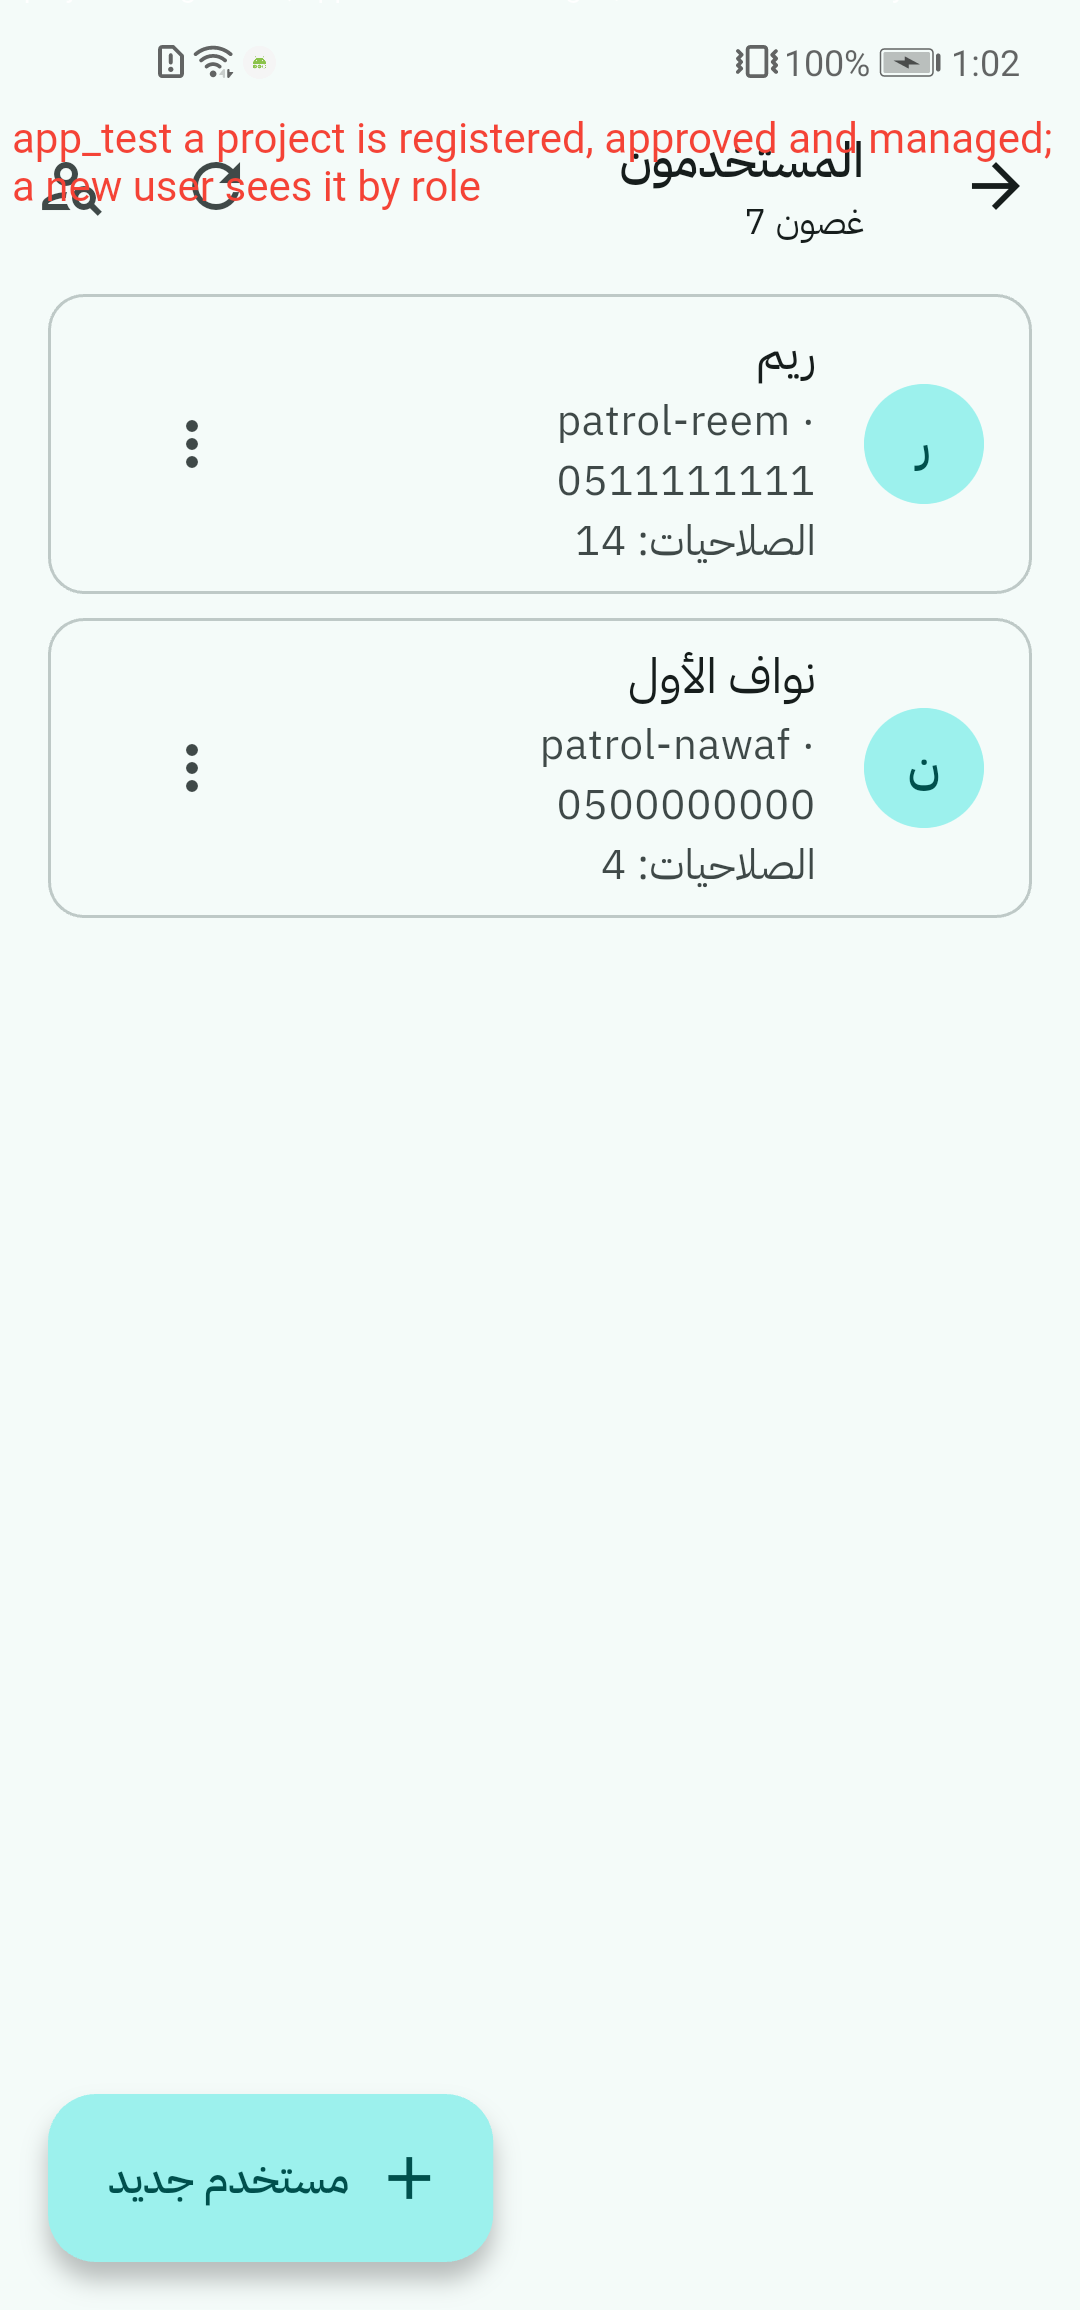 100% 1:02
app_test a project is registered, approved and managed;
a new user sees it by role
المستخدمون
غصون 7
ريم
patrol-reem ·
0511111111
الصلاحيات: 14
ر
نواف الأول
patrol-nawaf ·
0500000000
الصلاحيات: 4
ن
مستخدم جديد